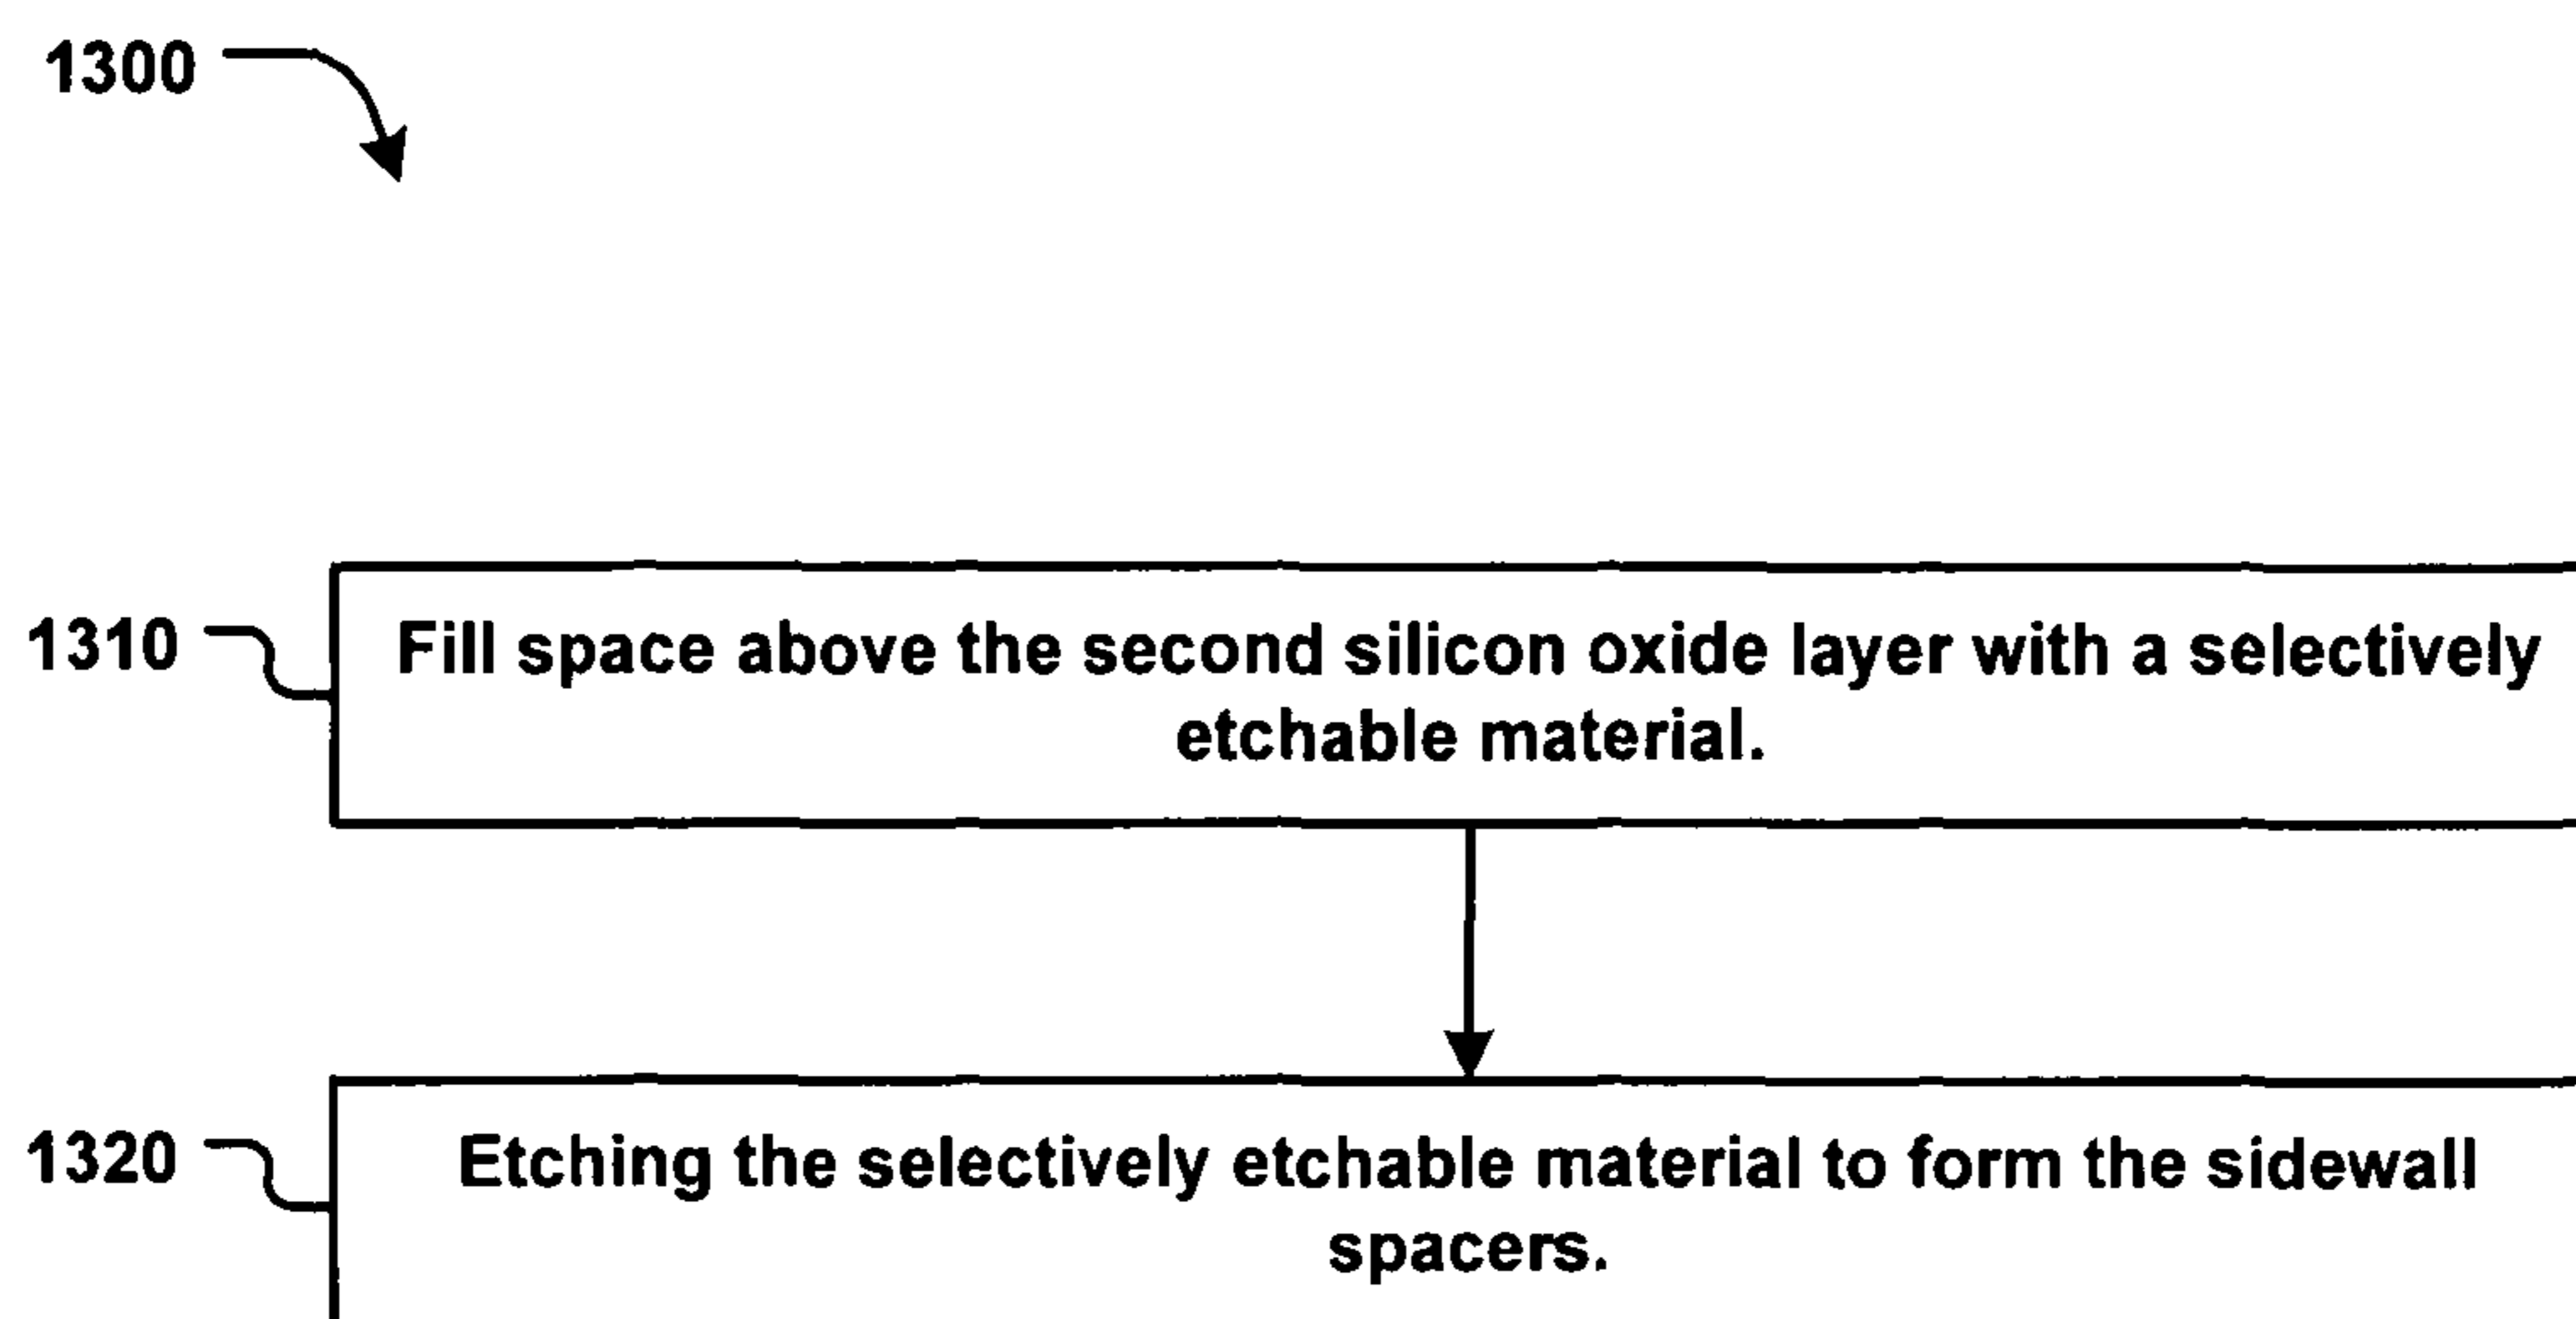 1300
1310
Fill space above the second silicon oxide layer with a selectively
etchable material.
1320
Etching the selectively etchable material to form the sidewall
spacers.